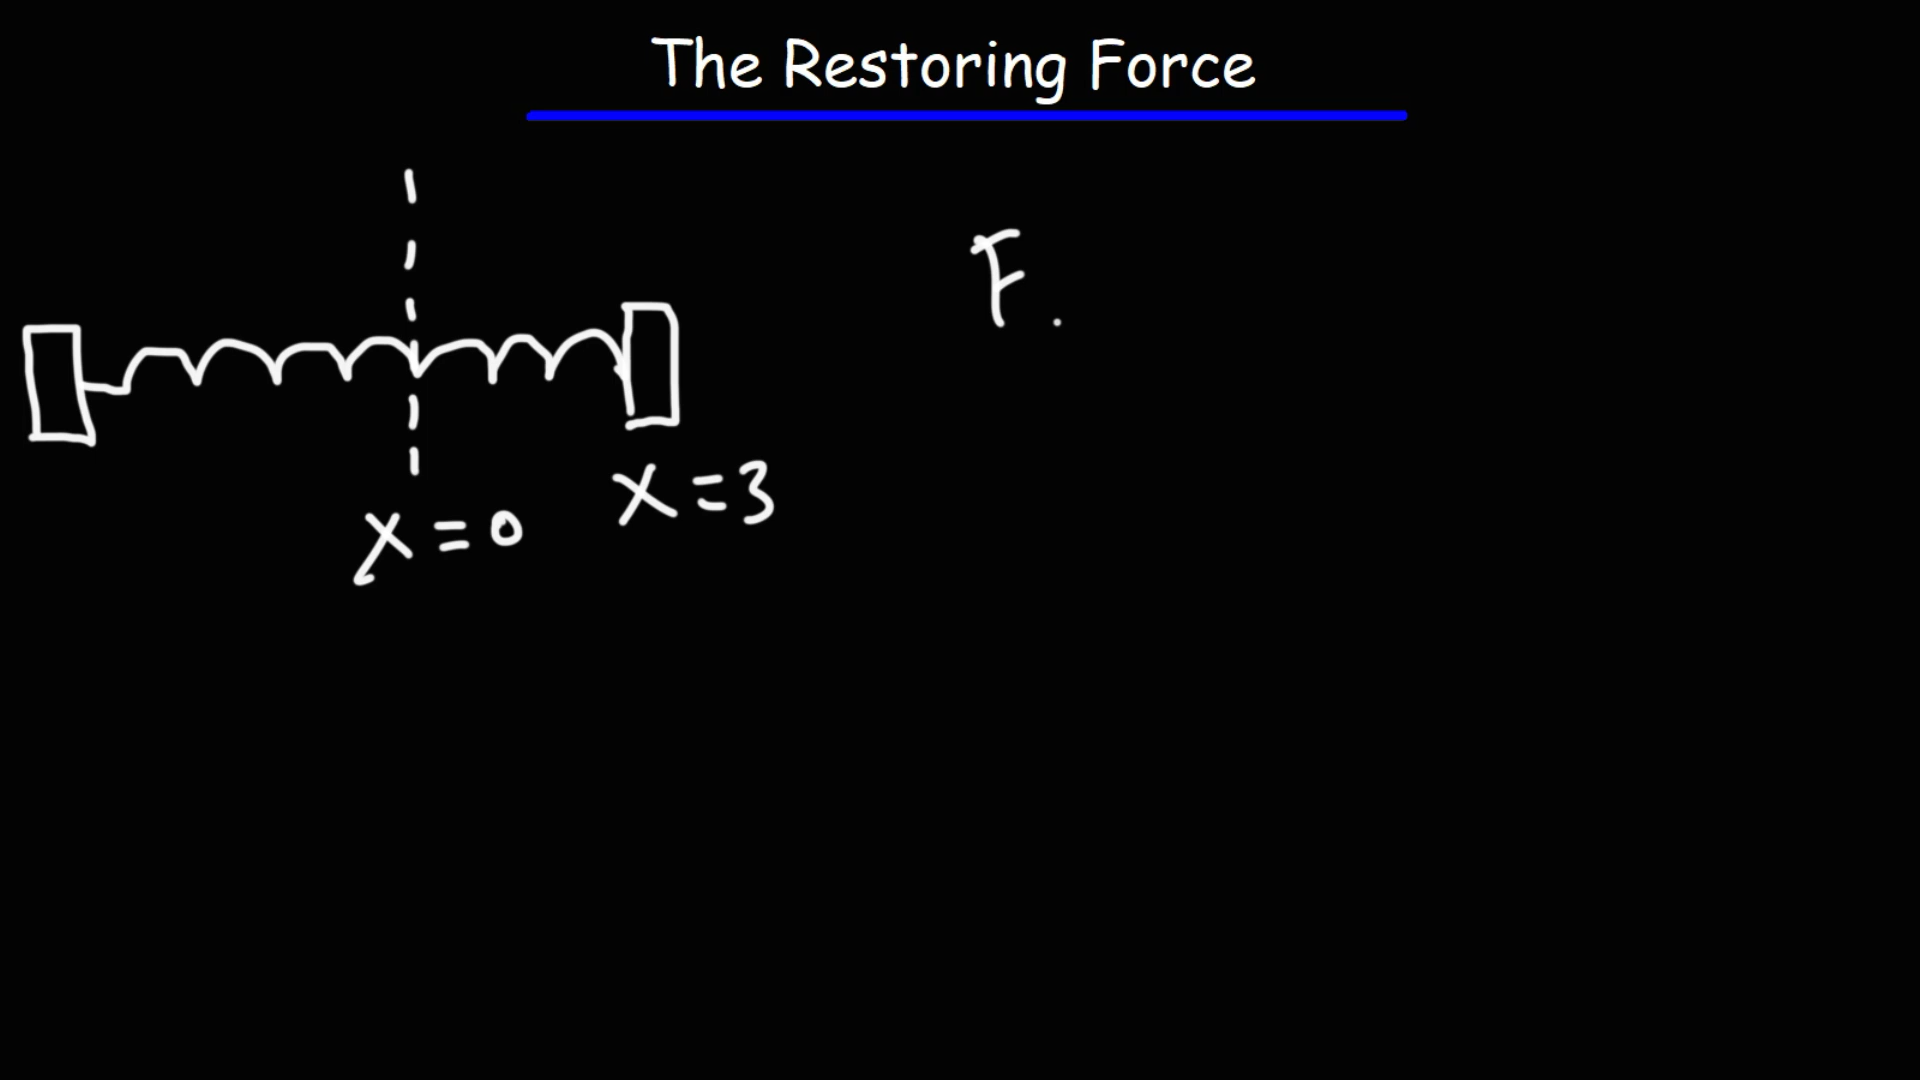 The Restoring Force
F
x = 0
x = 3